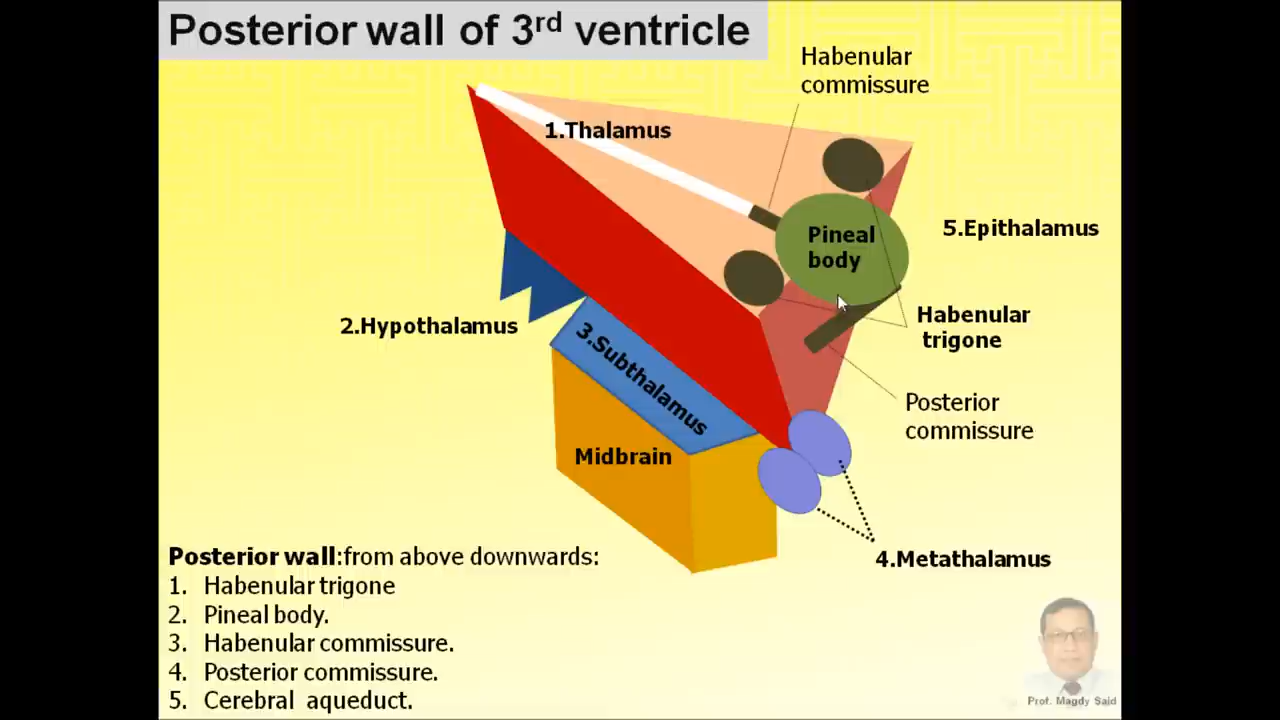 Posterior wall of 3rd ventricle
Habenular
commissure
1.Thalamus
Pineal
body
5.Epithalamus
2.Hypothalamus
Habenular
trigone
3.Subthalamus
Posterior
commissure
Midbrain
4.Metathalamus
Posterior wall:from above downwards:
1. Habenular trigone
2. Pineal body.
3. Habenular commissure.
4. Posterior commissure.
5. Cerebral aqueduct.
Prof. Magdy Said